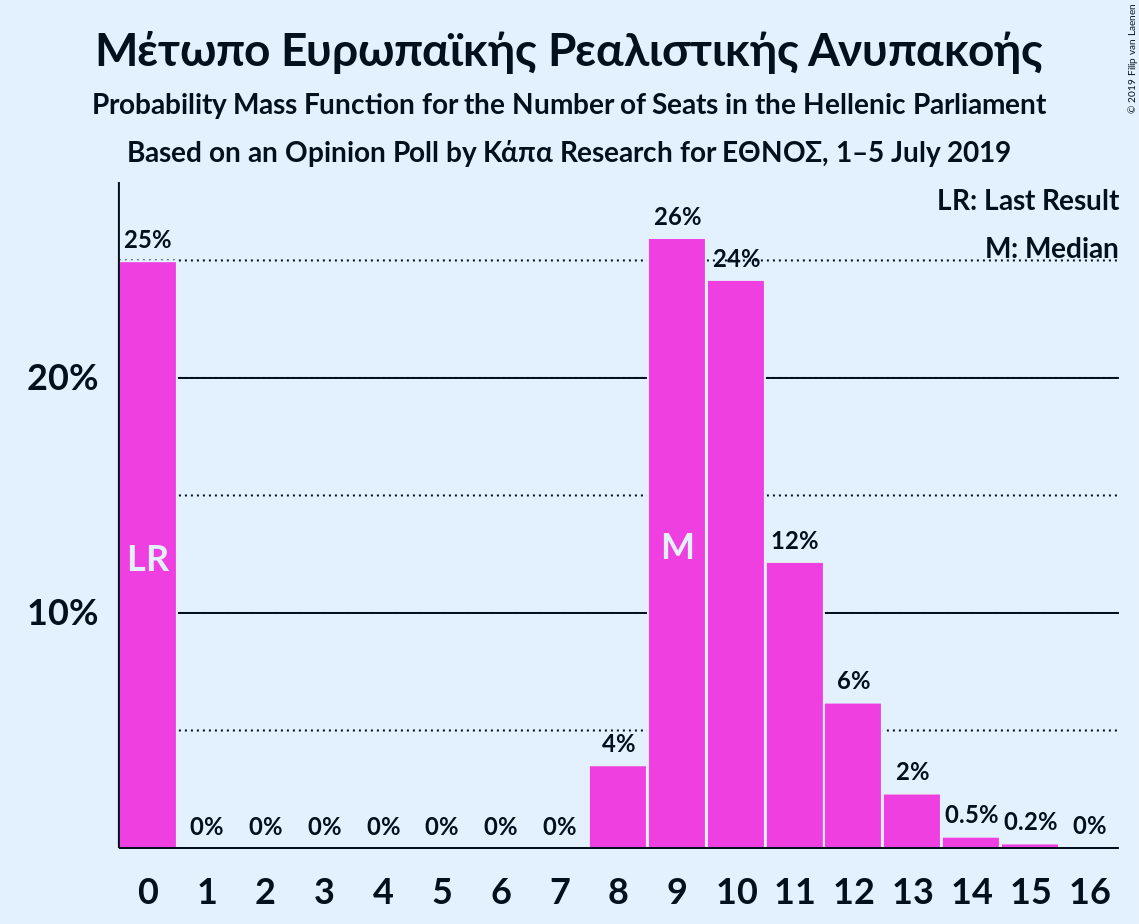 Μέτωπο Ευρωπαϊκής Ρεαλιστικής Ανυπακοής
Probability Mass Function for the Number of Seats in the Hellenic Parliament
Based on an Opinion Poll by Κάπα Research for ΕΘΝΟΣ, 1–5 July 2019
© 2019 Filip van Laenen
LR: Last Result
M: Median
25% 0% 0% 0% 0% 0% 0% 0% 4% 26% 24% 12% 6% 2% 0.5% 0.2% 0%
20%
10%
LR M
0 1 2 3 4 5 6 7 8 9 10 11 12 13 14 15 16